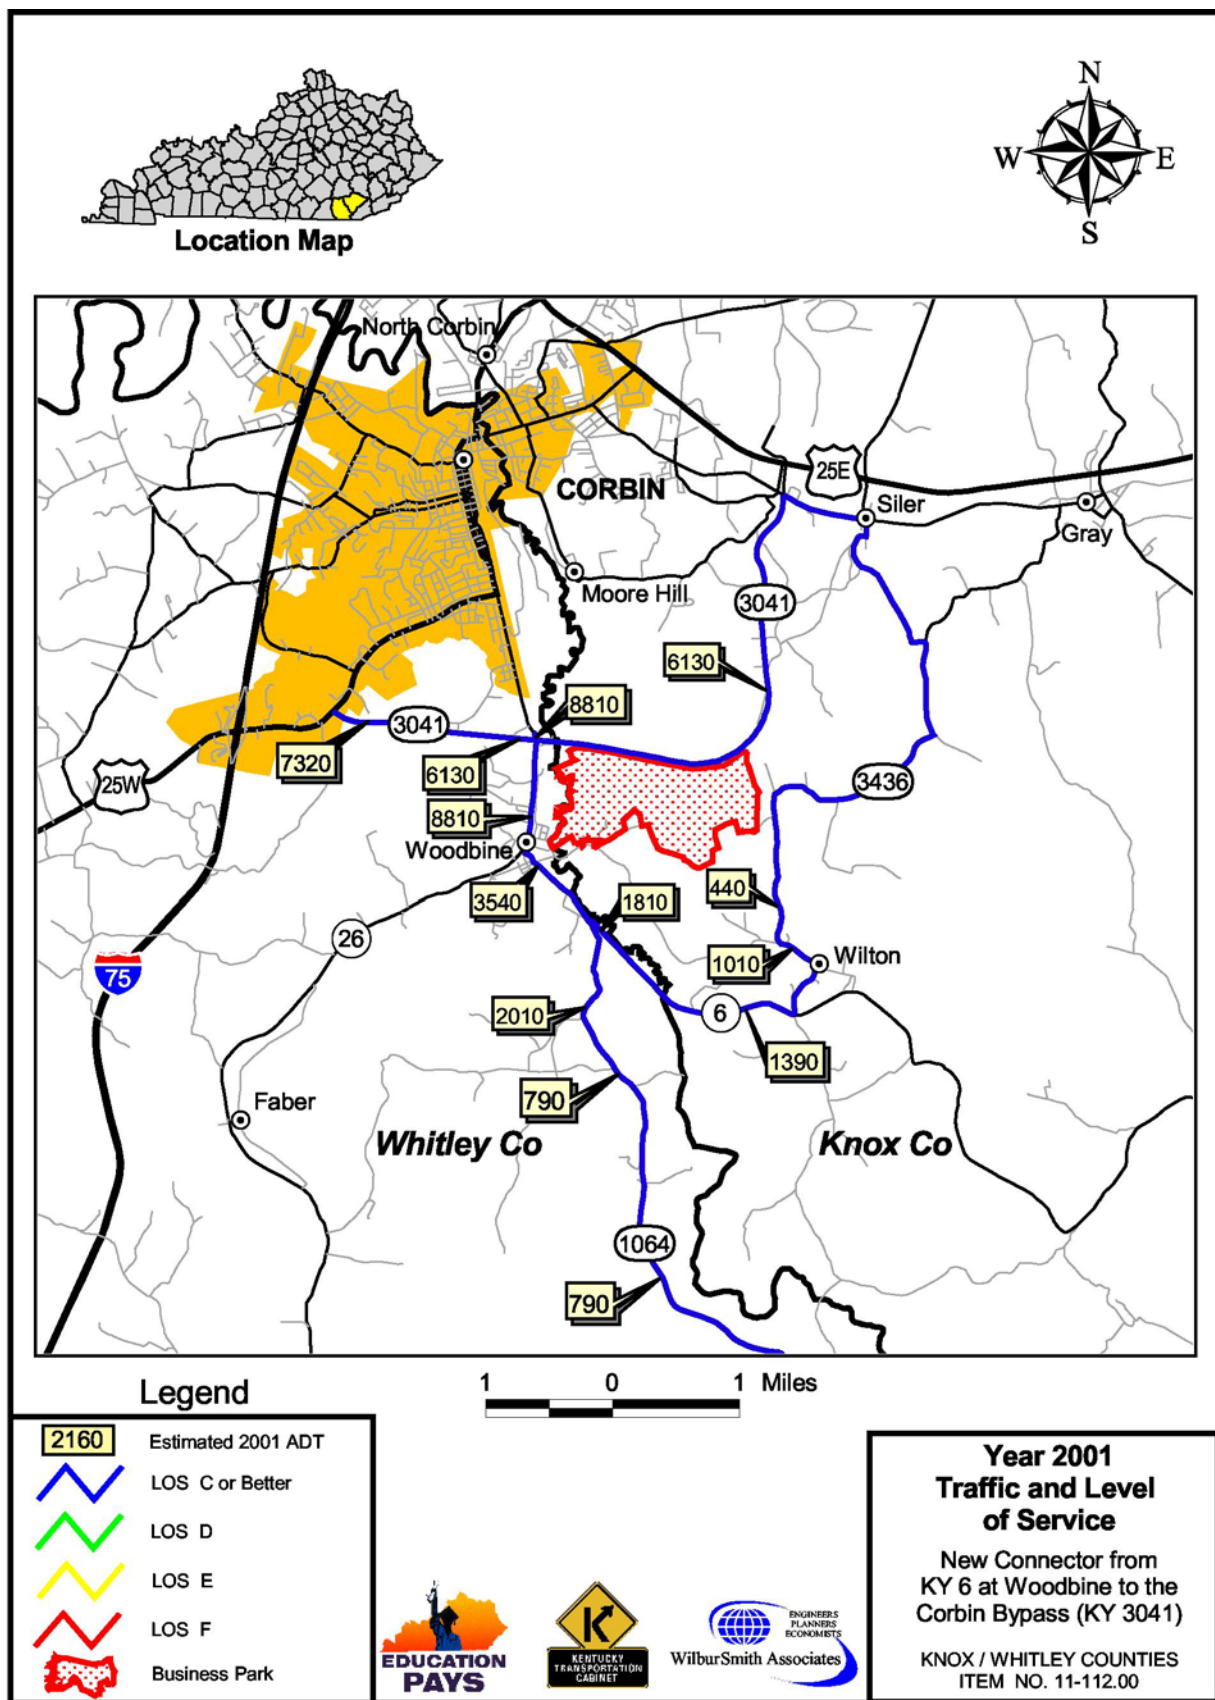 N
W
E
S
Location Map
North Corbin
25E
CORBIN
Siler
Gray
Moore Hill
3041
6130
8810
3041
7320
6130
25W
3436
8810
Woodbine
3540
1810
440
26
1010
Wilton
75
2010
6
1390
790
Faber
Whitley Co
Knox Co
1064
790
1 0 1 Miles
Legend
2160 Estimated 2001 ADT
LOS C or Better
LOS D
LOS E
LOS F
Business Park
EDUCATION
PAYS
K
KENTUCKY
TRANSPORTATION
CABINET
ENGINEERS
PLANNERS
ECONOMISTS
WilburSmith Associates
Year 2001
Traffic and Level
of Service
New Connector from
KY 6 at Woodbine to the
Corbin Bypass (KY 3041)
KNOX / WHITLEY COUNTIES
ITEM NO. 11-112.00